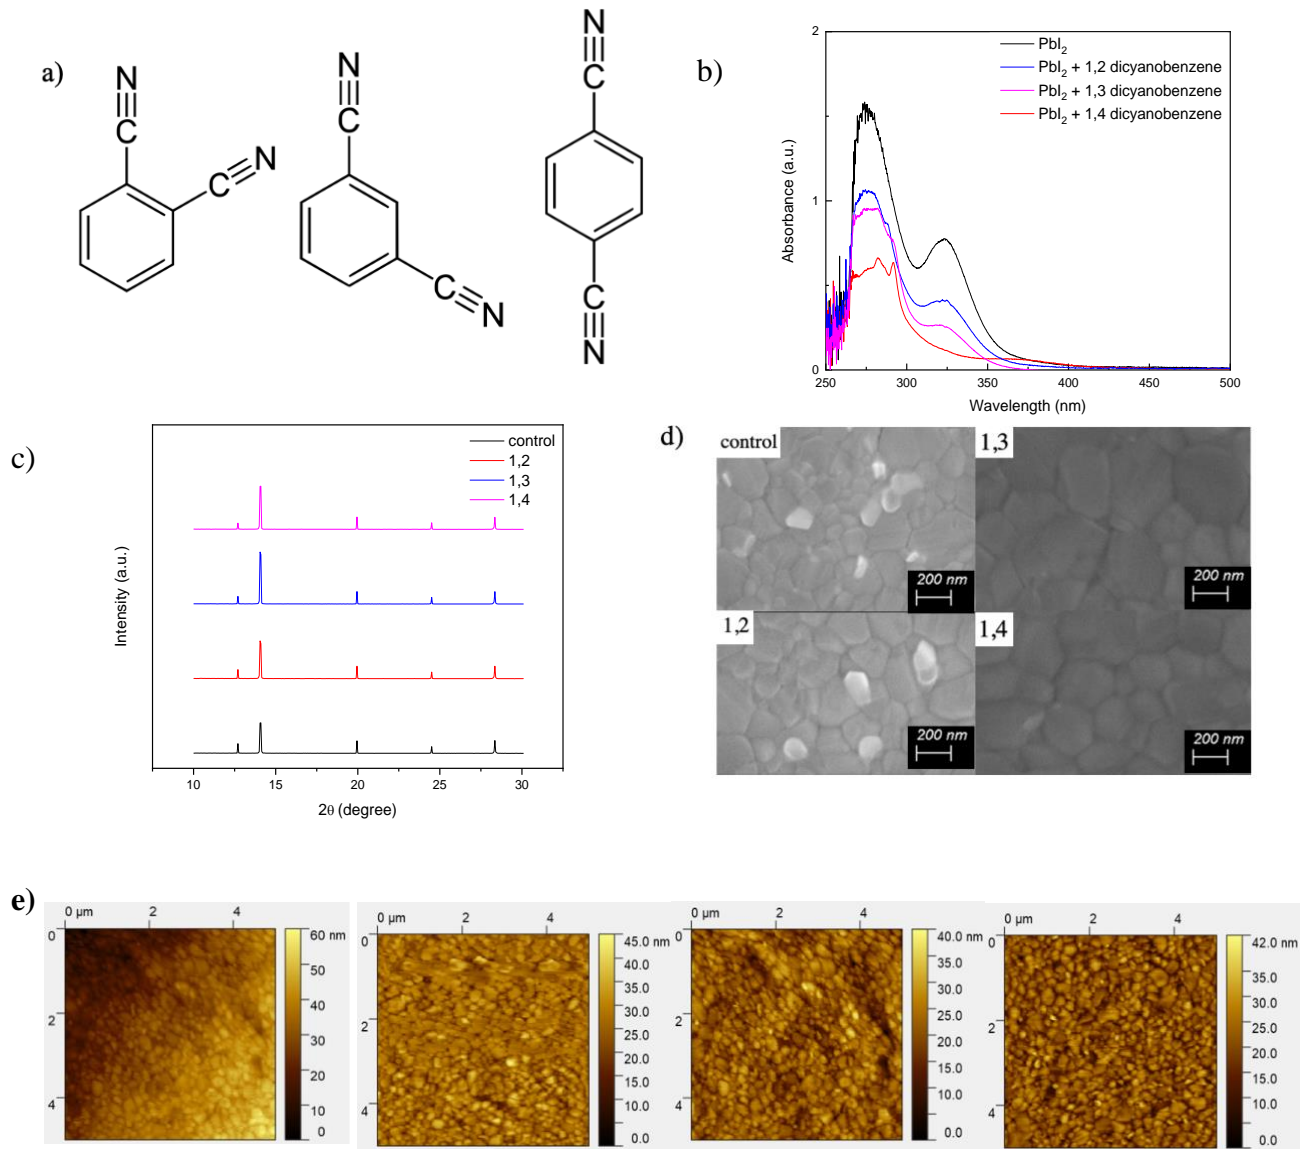 a)
N
C
C
N
N
C
C
N
N
C
C
N
b)
PbI2
PbI2 + 1,2 dicyanobenzene
PbI2 + 1,3 dicyanobenzene
PbI2 + 1,4 dicyanobenzene
2
1
0
Absorbance (a.u.)
250 300 350 400 450 500
Wavelength (nm)
c)
control
1,2
1,3
1,4
Intensity (a.u.)
10 15 20 25 30
2θ (degree)
d)
control
200 nm
1,3
200 nm
1,2
200 nm
1,4
200 nm
e)
0 µm 2 4
0
2
4
60 nm
50
40
30
20
10
0
0 µm 2 4
0
2
4
45.0 nm
35.0
30.0
25.0
20.0
15.0
10.0
0.0
0 µm 2 4
0
2
4
40.0 nm
35.0
30.0
25.0
20.0
15.0
10.0
0.0
0 µm 2 4
0
2
4
42.0 nm
35.0
30.0
25.0
20.0
15.0
10.0
0.0